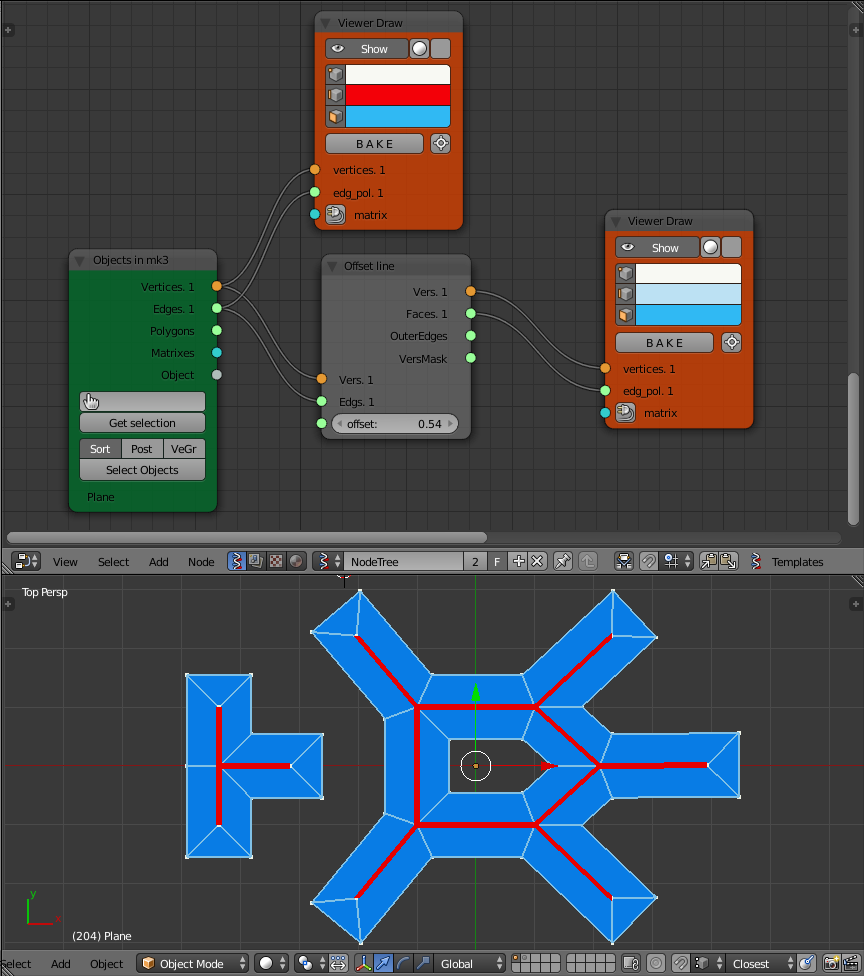 Viewer Draw
Show
BAKE
vertices. 1
edg_pol. 1
matrix
Viewer Draw
Show
BAKE
vertices. 1
edg_pol. 1
matrix
Objects in mk3
Vertices. 1
Edges. 1
Polygons
Matrixes
Object
Get selection
Sort Post VeGr
Select Objects
Plane
Offset line
Vers. 1
Faces. 1
OuterEdges
VersMask
Vers. 1
Edgs. 1
offset: 0.54
View Select Add Node NodeTree 2 F Templates
Top Persp
y
x
(204) Plane
Select Add Object Object Mode Global Closest